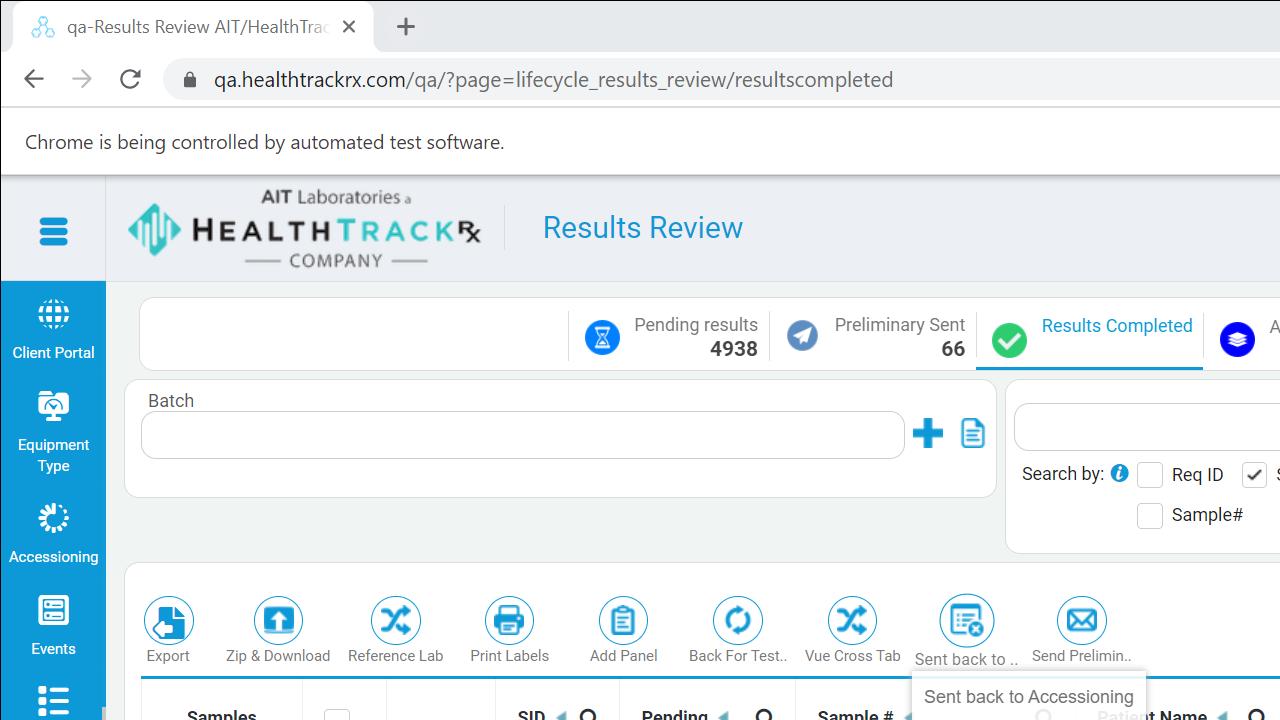 qa-Results Review AIT/HealthTrac
qa.healthtrackrx.com/qa/?page=lifecycle_results_review/resultscompleted
Chrome is being controlled by automated test software.
AIT Laboratories a
HEALTHTRACKRx
COMPANY
Results Review
Client Portal
Equipment
Type
Accessioning
Events
Pending results
4938
Preliminary Sent
66
Results Completed
A
Batch
Search by: i Req ID S
Sample#
Export
Zip & Download
Reference Lab
Print Labels
Add Panel
Back For Test..
Vue Cross Tab
Sent back to ..
Send Prelimin..
Sent back to Accessioning
Samples SID Pending Sample # Patient Name